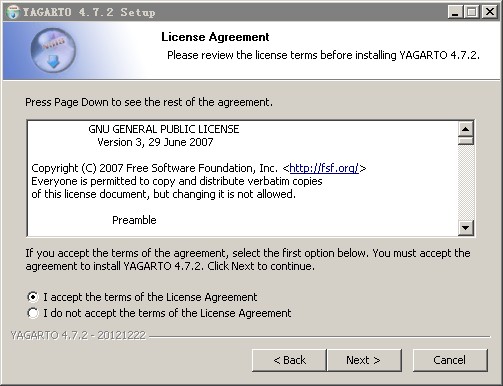 YAGARTO 4.7.2 Setup
License Agreement
Please review the license terms before installing YAGARTO 4.7.2.
Press Page Down to see the rest of the agreement.
GNU GENERAL PUBLIC LICENSE
Version 3, 29 June 2007
Copyright (C) 2007 Free Software Foundation, Inc. <http://fsf.org/>
Everyone is permitted to copy and distribute verbatim copies
of this license document, but changing it is not allowed.
Preamble
If you accept the terms of the agreement, select the first option below. You must accept the
agreement to install YAGARTO 4.7.2. Click Next to continue.
I accept the terms of the License Agreement
I do not accept the terms of the License Agreement
YAGARTO 4.7.2 - 20121222
< Back Next > Cancel